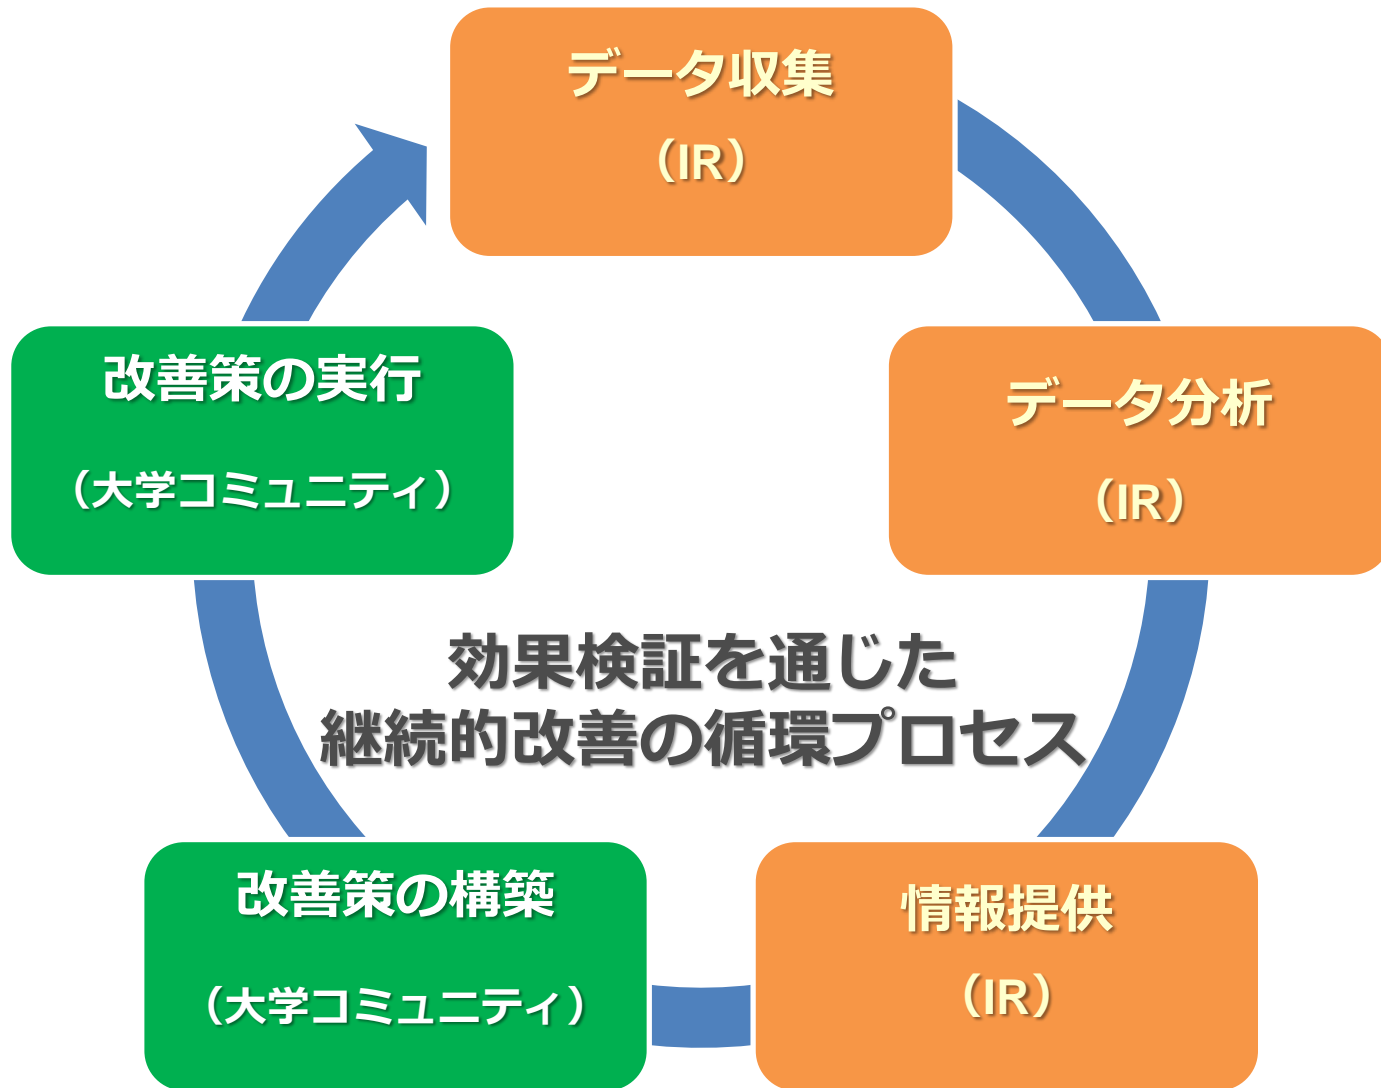 データ収集
（IR）
データ分析
（IR）
情報提供
（IR）
改善策の構築
（大学コミュニティ）
改善策の実行
（大学コミュニティ）
効果検証を通じた
継続的改善の循環プロセス